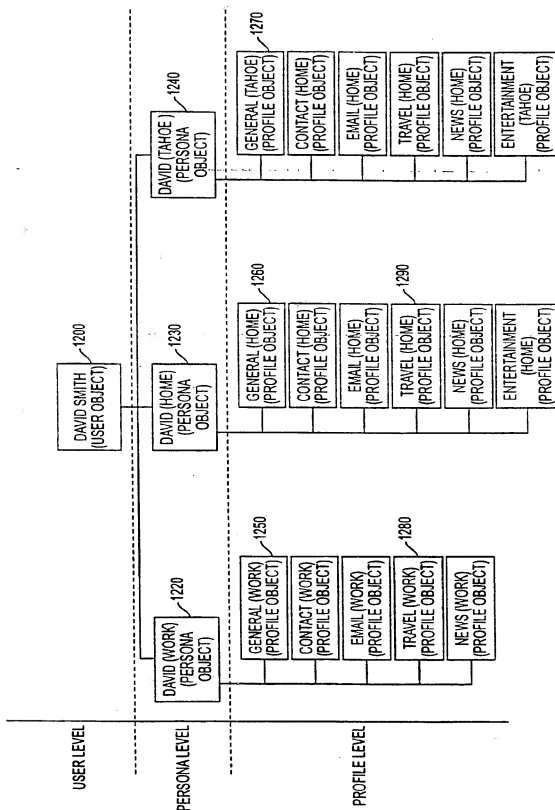 USER LEVEL
DAVID SMITH
(USER OBJECT)
1200
PERSONA LEVEL
DAVID (WORK)
(PERSONA
OBJECT)
1220
DAVID (HOME)
(PERSONA
OBJECT)
1230
DAVID (TAHOE )
(PERSONA
OBJECT)
1240
PROFILE LEVEL
GENERAL (WORK)
(PROFILE OBJECT)
1250
CONTACT (WORK)
(PROFILE OBJECT)
EMAIL (WORK)
(PROFILE OBJECT)
TRAVEL (WORK)
(PROFILE OBJECT)
1280
NEWS (WORK)
(PROFILE OBJECT)
GENERAL (HOME)
(PROFILE OBJECT)
1260
CONTACT (HOME)
(PROFILE OBJECT)
EMAIL (HOME)
(PROFILE OBJECT)
TRAVEL (HOME)
(PROFILE OBJECT)
1290
NEWS (HOME)
(PROFILE OBJECT)
ENTERTAINMENT
(HOME)
(PROFILE OBJECT)
GENERAL (TAHOE)
(PROFILE OBJECT)
1270
CONTACT (HOME)
(PROFILE OBJECT)
EMAIL (HOME)
(PROFILE OBJECT)
TRAVEL (HOME)
(PROFILE OBJECT)
NEWS (HOME)
(PROFILE OBJECT)
ENTERTAINMENT
(TAHOE)
(PROFILE OBJECT)